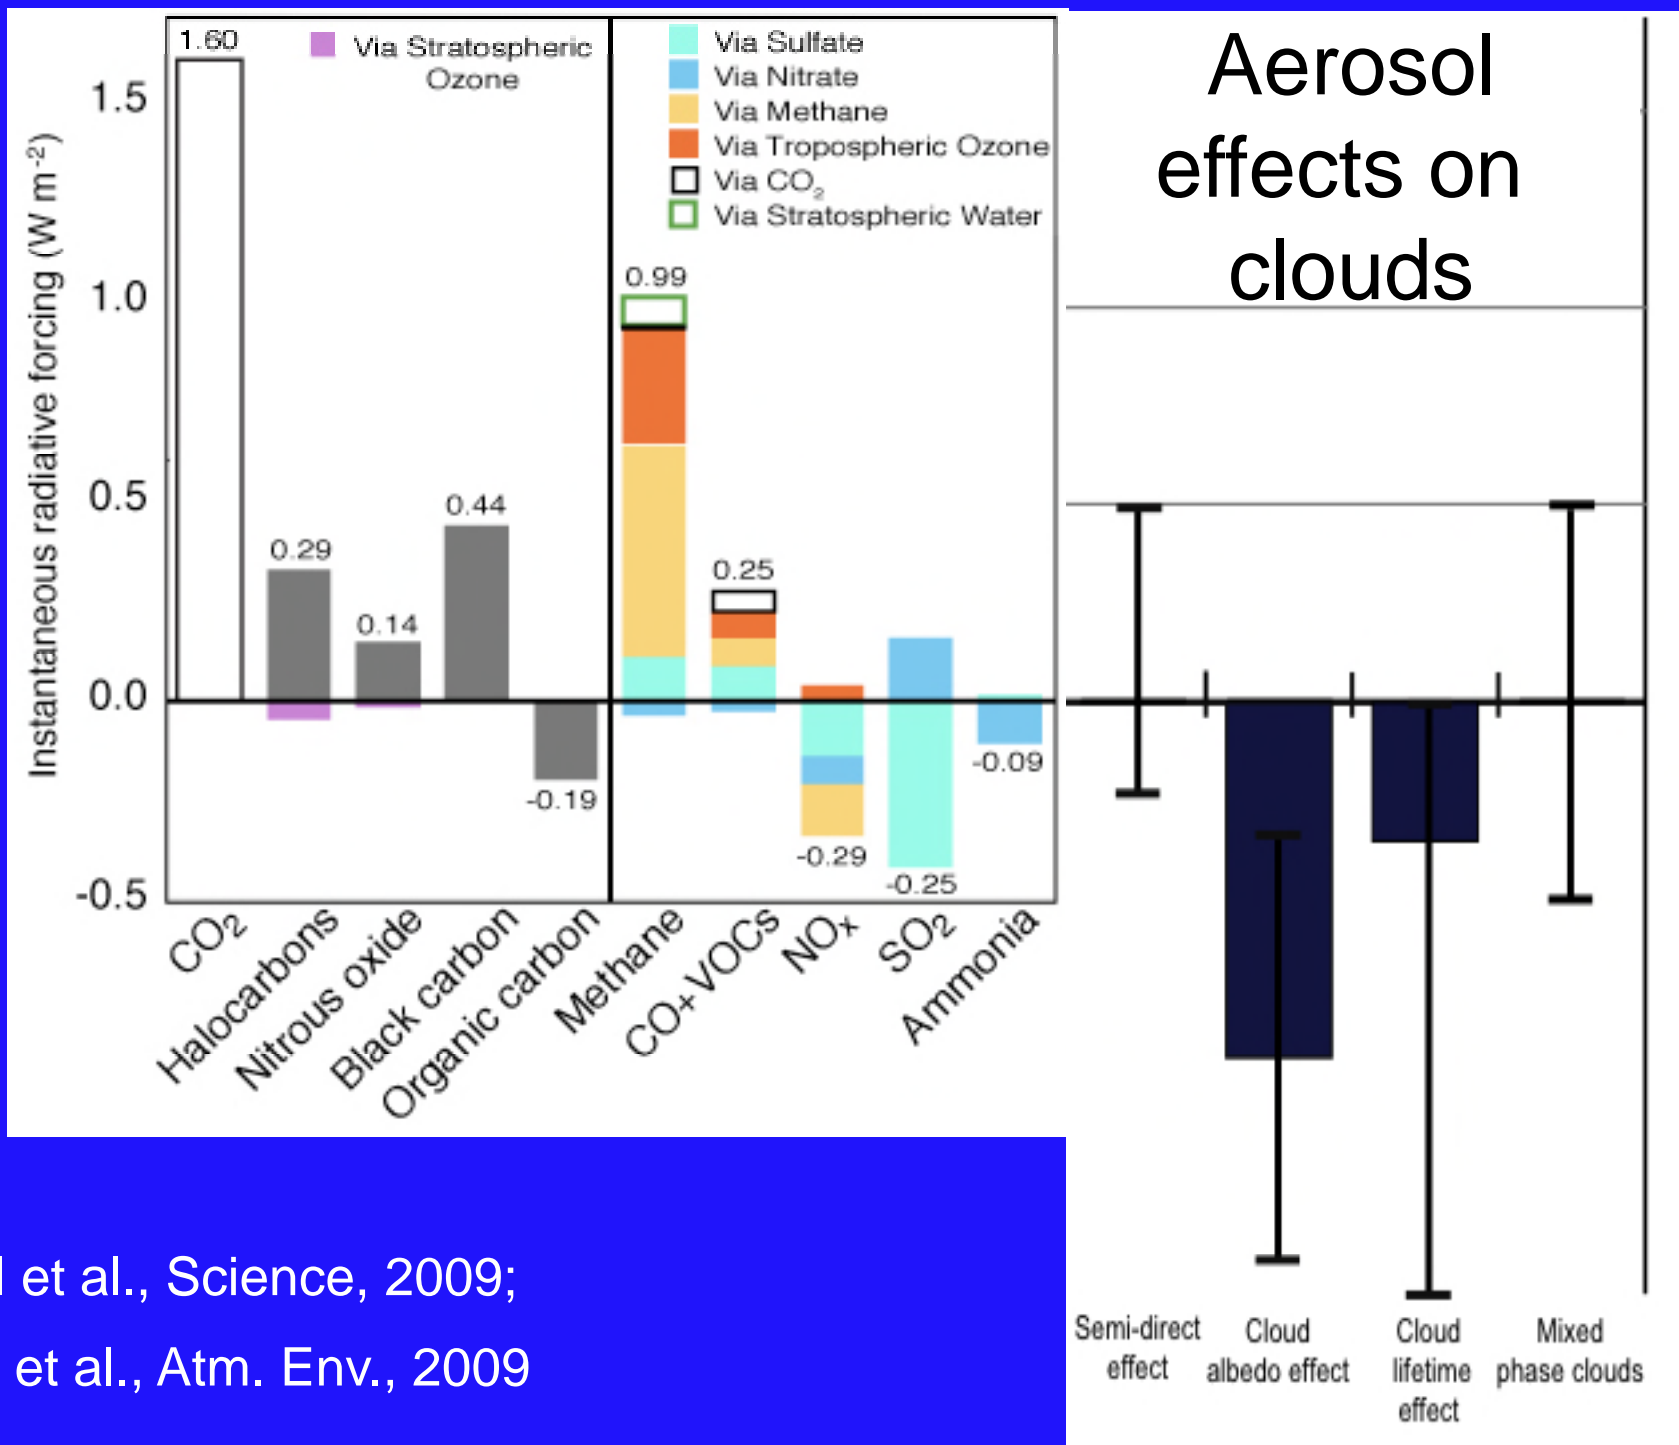 1.60
Via Stratospheric
Ozone
Via Sulfate
Via Nitrate
Via Methane
Via Tropospheric Ozone
Via CO₂
Via Stratospheric Water
Aerosol
effects on
clouds
Instantaneous radiative forcing (W m⁻²)
1.5
1.0
0.5
0.0
-0.5
0.29
0.14
0.44
-0.19
0.99
0.25
-0.29
-0.25
-0.09
CO₂
Halocarbons
Nitrous oxide
Black carbon
Organic carbon
Methane
CO+VOCs
NOₓ
SO₂
Ammonia
Semi-direct
effect
Cloud
albedo effect
Cloud
lifetime
effect
Mixed
phase clouds
et al., Science, 2009;
et al., Atm. Env., 2009